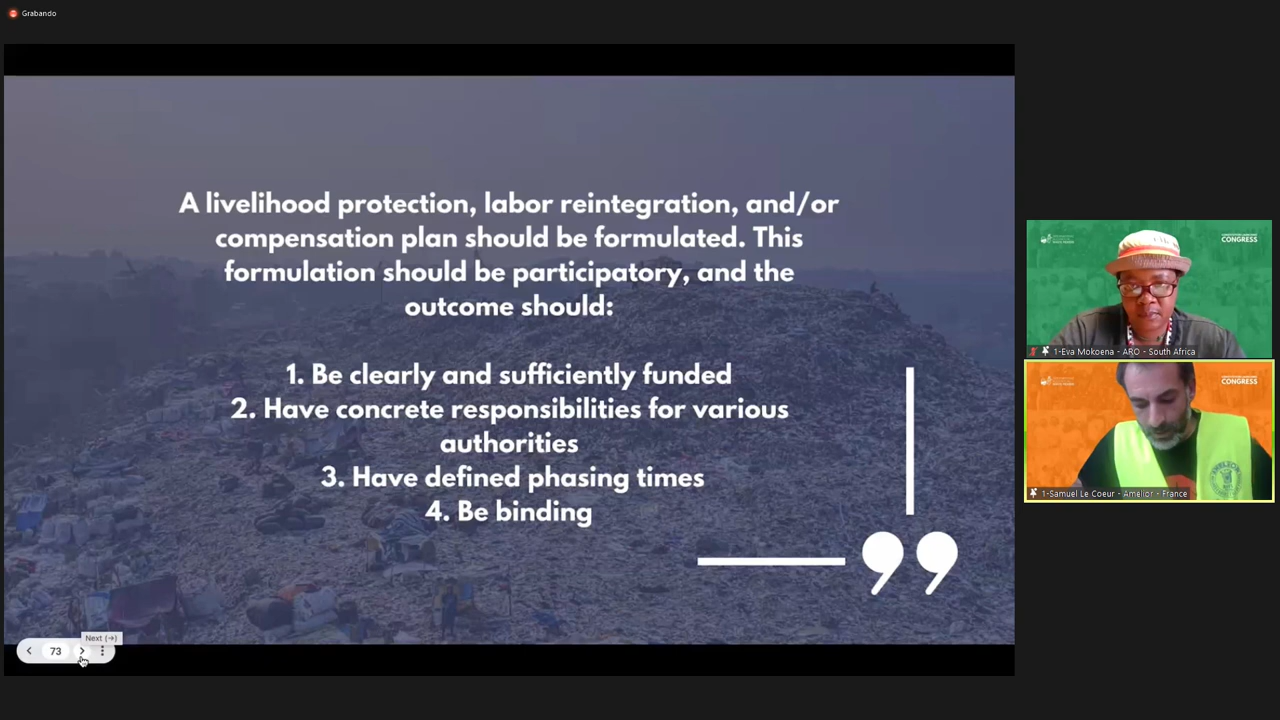 Grabando
A livelihood protection, labor reintegration, and/or
compensation plan should be formulated. This
formulation should be participatory, and the
outcome should:
1. Be clearly and sufficiently funded
2. Have concrete responsibilities for various
authorities
3. Have defined phasing times
4. Be binding
Next (→)
73
CONGRESS
1-Eva Mokoena - ARO - South Africa
CONGRESS
AMELIOR
1-Samuel Le Coeur - Amelior - France